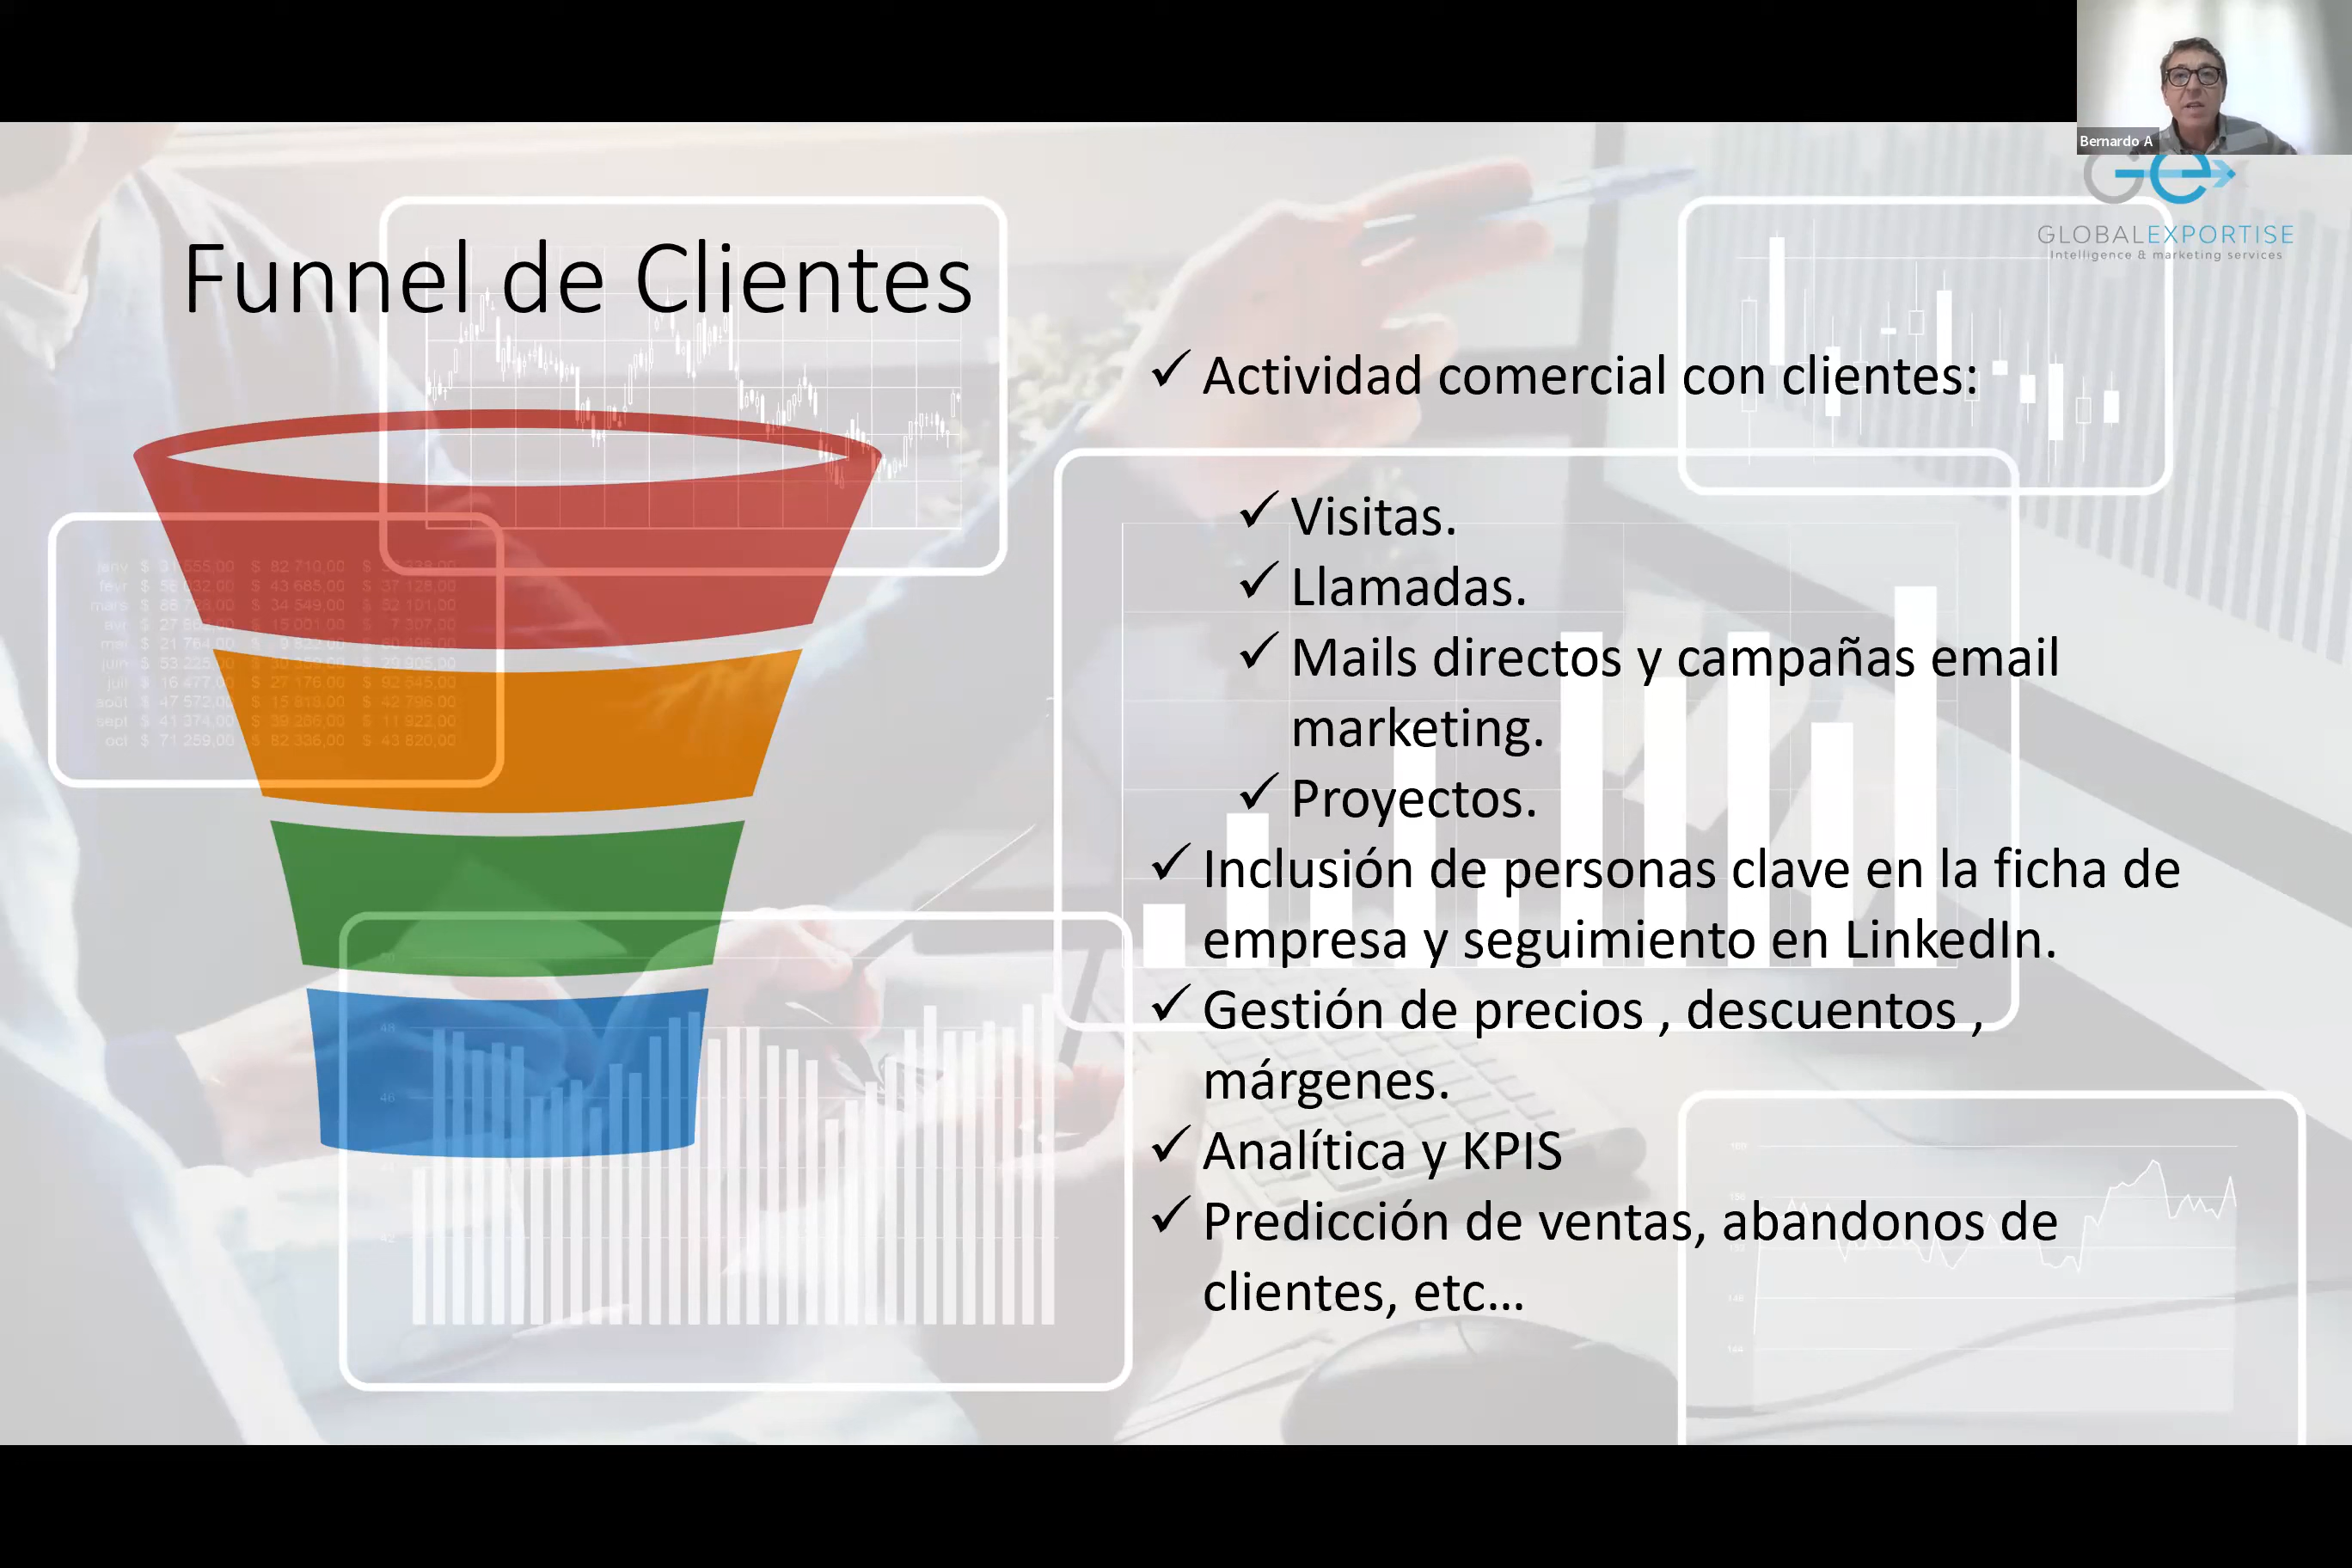 Bernardo A
GLOBALEXPORTISE
Intelligence & marketing services
Funnel de Clientes
✓ Actividad comercial con clientes:
✓ Visitas.
✓ Llamadas.
✓ Mails directos y campañas email
marketing.
✓ Proyectos.
✓ Inclusión de personas clave en la ficha de
empresa y seguimiento en LinkedIn.
✓ Gestión de precios , descuentos ,
márgenes.
✓ Analítica y KPIS
✓ Predicción de ventas, abandonos de
clientes, etc...